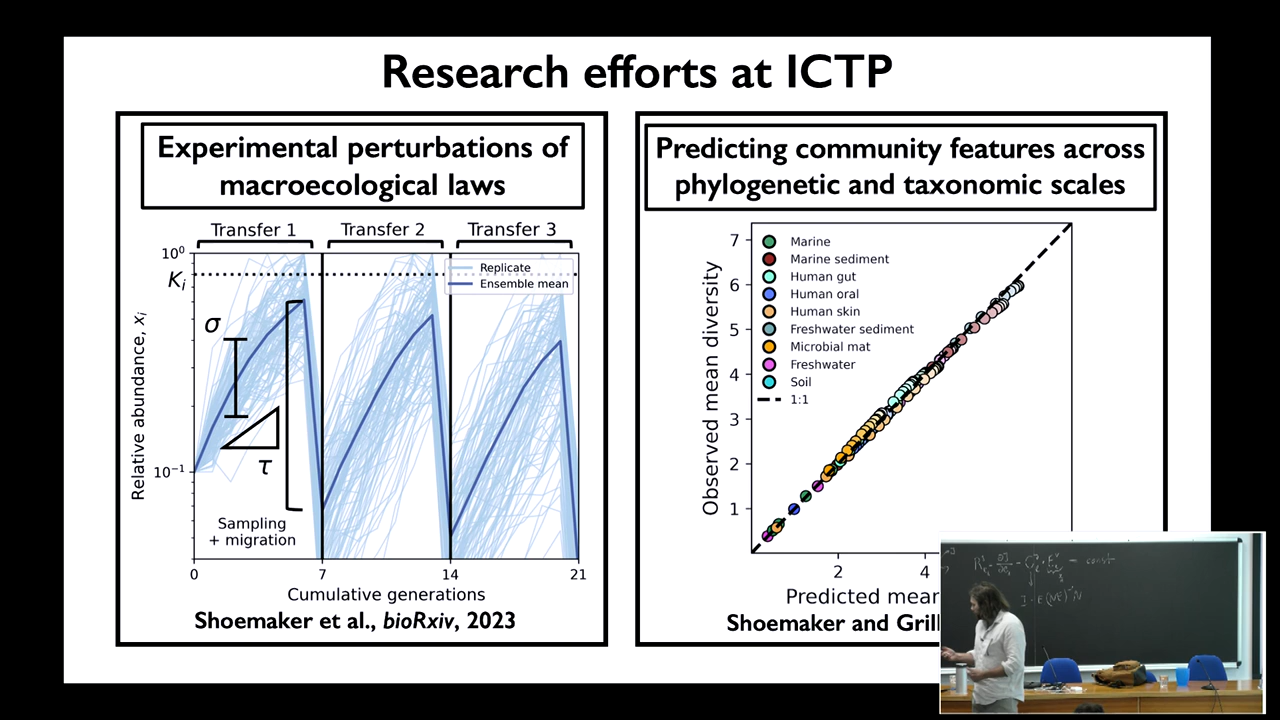 Research efforts at ICTP
Experimental perturbations of
macroecological laws
Transfer 1
Transfer 2
Transfer 3
10⁰
K_i
Replicate
Ensemble mean
σ
τ
Relative abundance, x_i
10⁻¹
Sampling
+ migration
0
7
14
21
Cumulative generations
Shoemaker et al., bioRxiv, 2023
Predicting community features across
phylogenetic and taxonomic scales
7
6
5
4
3
2
1
Marine
Marine sediment
Human gut
Human oral
Human skin
Freshwater sediment
Microbial mat
Freshwater
Soil
1:1
Observed mean diversity
2
4
Predicted mean
Shoemaker and Gril